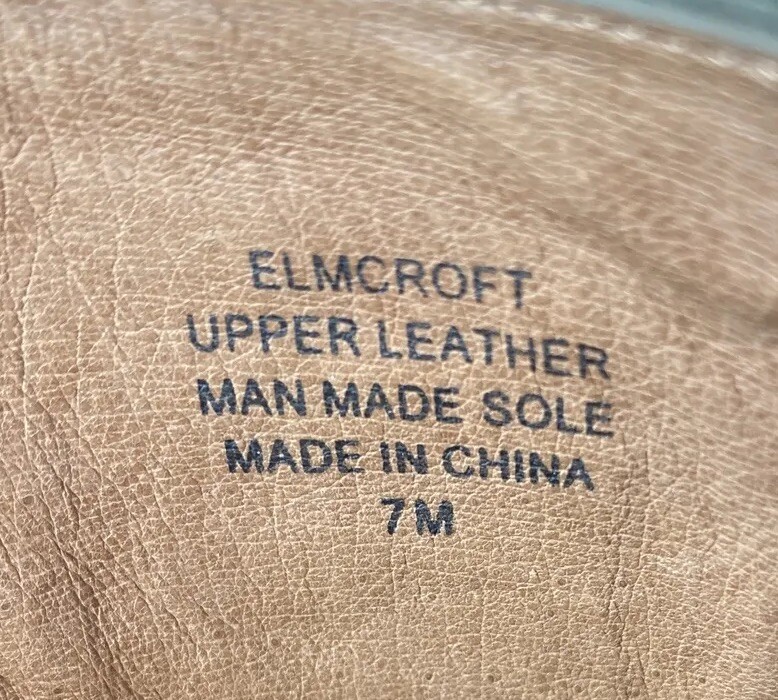 ELMCROFT
UPPER LEATHER
MAN MADE SOLE
MADE IN CHINA
7M